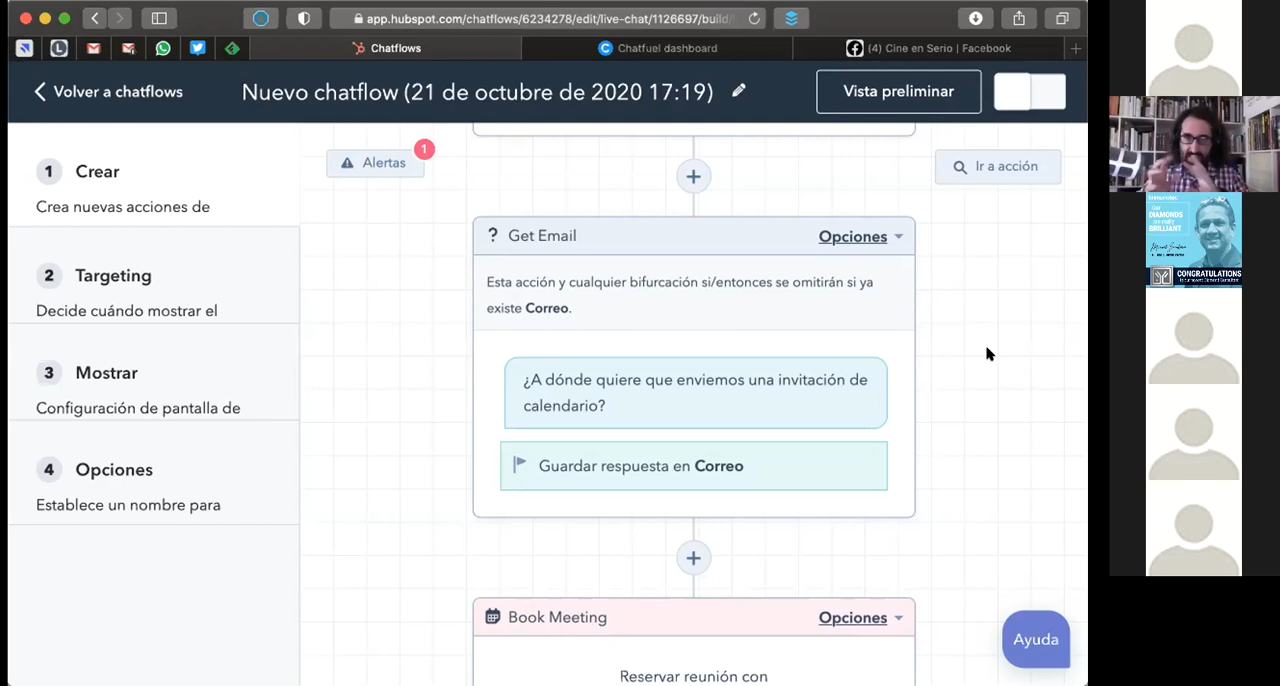 app.hubspot.com/chatflows/6234278/edit/live-chat/1126697/build/
Chatflows
Chatfuel dashboard
(4) Cine en Serio | Facebook
Volver a chatflows
Nuevo chatflow (21 de octubre de 2020 17:19)
Vista preliminar
1 Crear
Crea nuevas acciones de
2 Targeting
Decide cuándo mostrar el
3 Mostrar
Configuración de pantalla de
4 Opciones
Establece un nombre para
Alertas
1
Ir a acción
? Get Email
Opciones
Esta acción y cualquier bifurcación si/entonces se omitirán si ya
existe Correo.
¿A dónde quiere que enviemos una invitación de
calendario?
Guardar respuesta en Correo
Book Meeting
Opciones
Reservar reunión con
Ayuda
DIAMONDS
BRILLIANT
CONGRATULATIONS